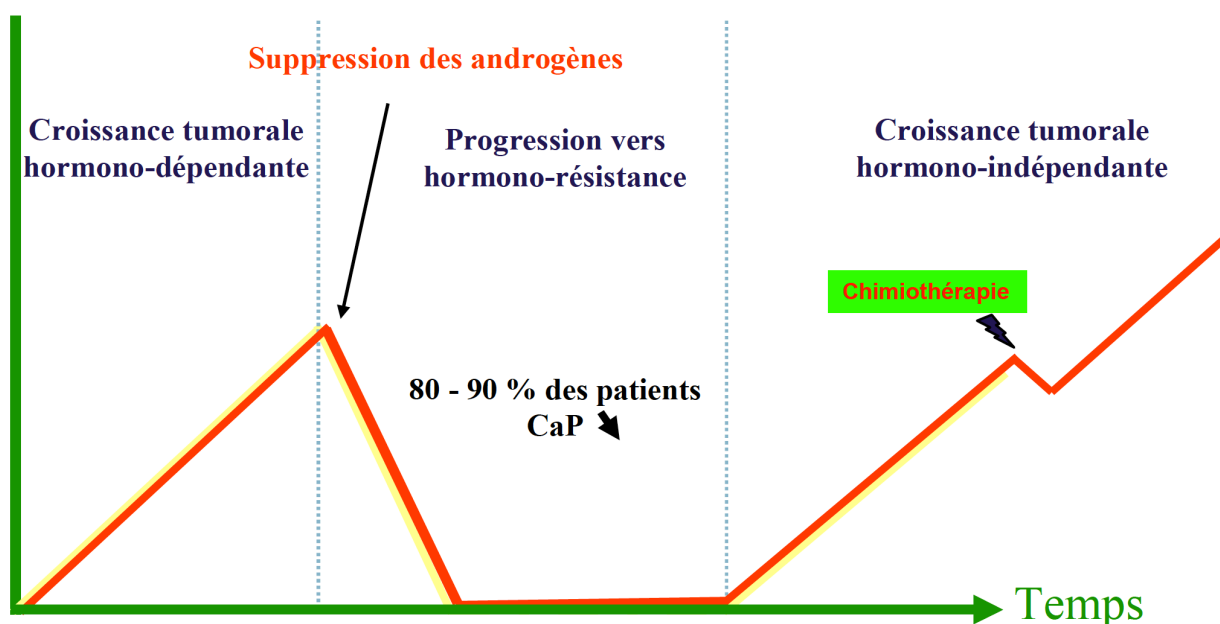 Suppression des androgènes
Croissance tumorale
hormono-dépendante
Progression vers
hormono-résistance
Croissance tumorale
hormono-indépendante
Chimiothérapie
80 - 90 % des patients
CaP
Temps